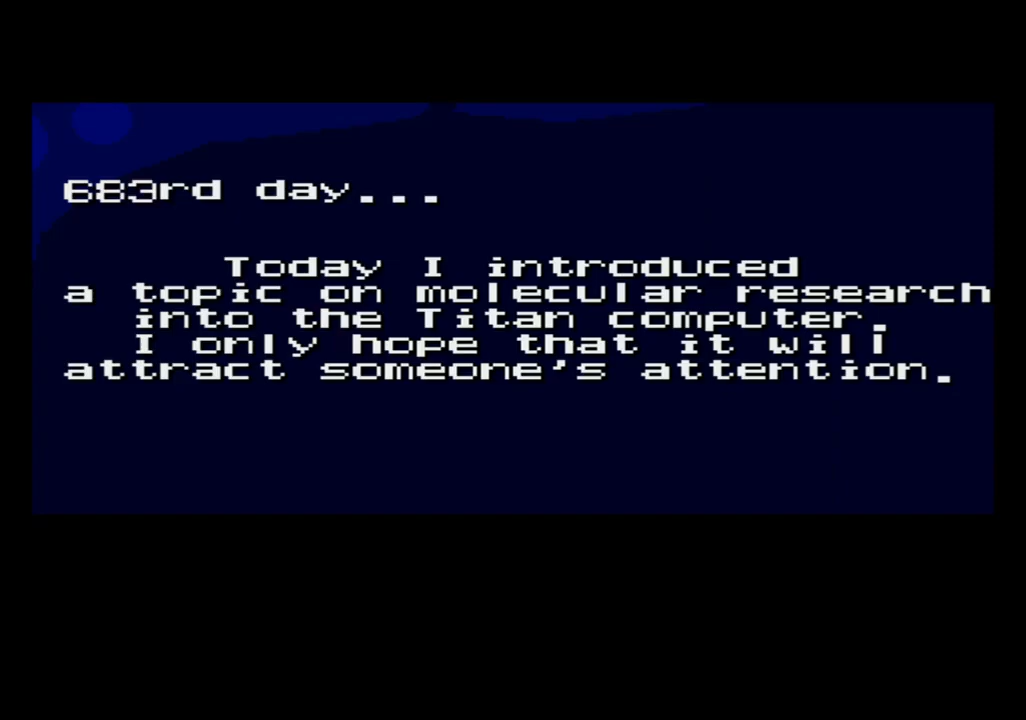 683rd day...
Today I introduced
a topic on molecular research
into the Titan computer.
I only hope that it will
attract someone's attention.